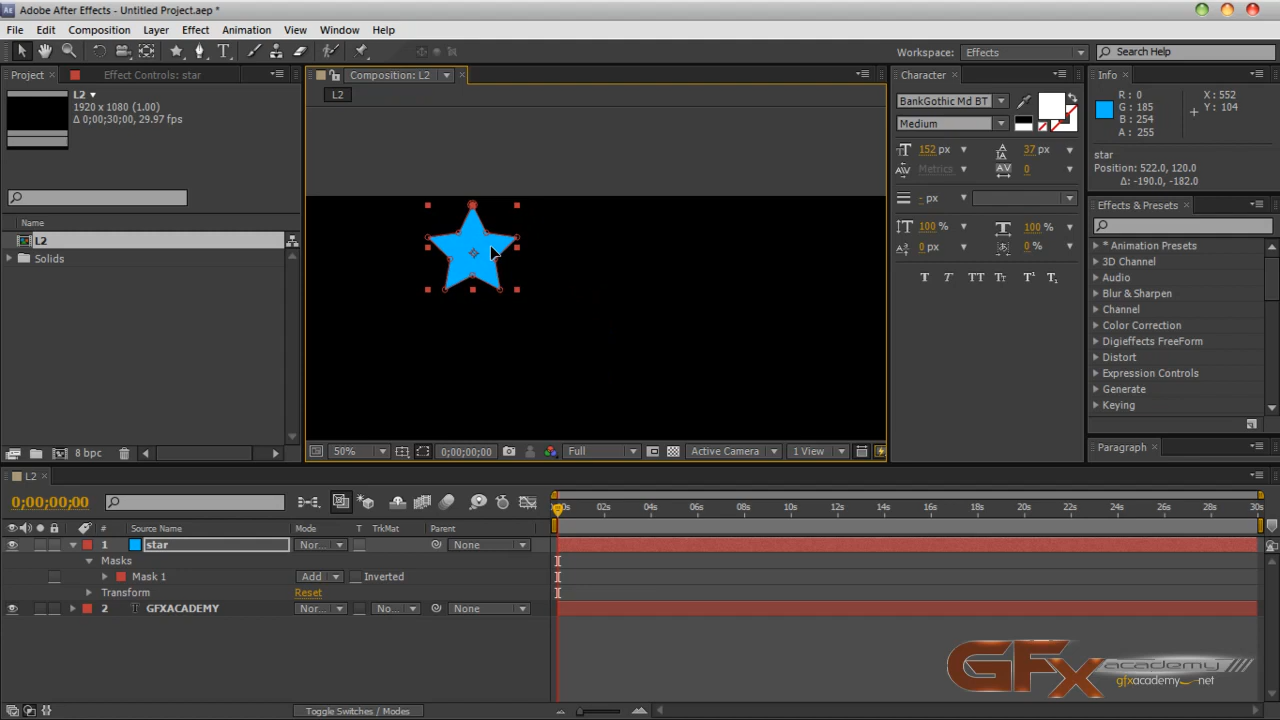 Adobe After Effects - Untitled Project.aep *
File Edit Composition Layer Effect Animation View Window Help
Workspace: Effects Search Help
Project Effect Controls: star
L2
1920 x 1080 (1.00)
Δ 0;00;30;00, 29.97 fps
Name
L2
Solids
8 bpc
Composition: L2
L2
50% 0;00;00;00 Full Active Camera 1 View
Character
BankGothic Md BT
Medium
152 px 37 px
Metrics 0
- px
100% 100%
0 px 0 %
T T TT Tт T¹ T₁
Info
R: 0
G: 185
B: 254
A: 255
X: 552
Y: 104
star
Position: 522.0, 120.0
Δ: -190.0, -182.0
Effects & Presets
* Animation Presets
3D Channel
Audio
Blur & Sharpen
Channel
Color Correction
Digieffects FreeForm
Distort
Expression Controls
Generate
Keying
Paragraph
L2
0;00;00;00
# Source Name Mode T TrkMat Parent
1 star Nor... None
Masks
Mask 1 Add Inverted
Transform Reset
2 T GFXACADEMY Nor... No... None
02s 04s 06s 08s 10s 12s 14s 16s 18s 20s 22s 24s 26s 28s 30s
Toggle Switches / Modes
GFx academy
gfxacademy.net